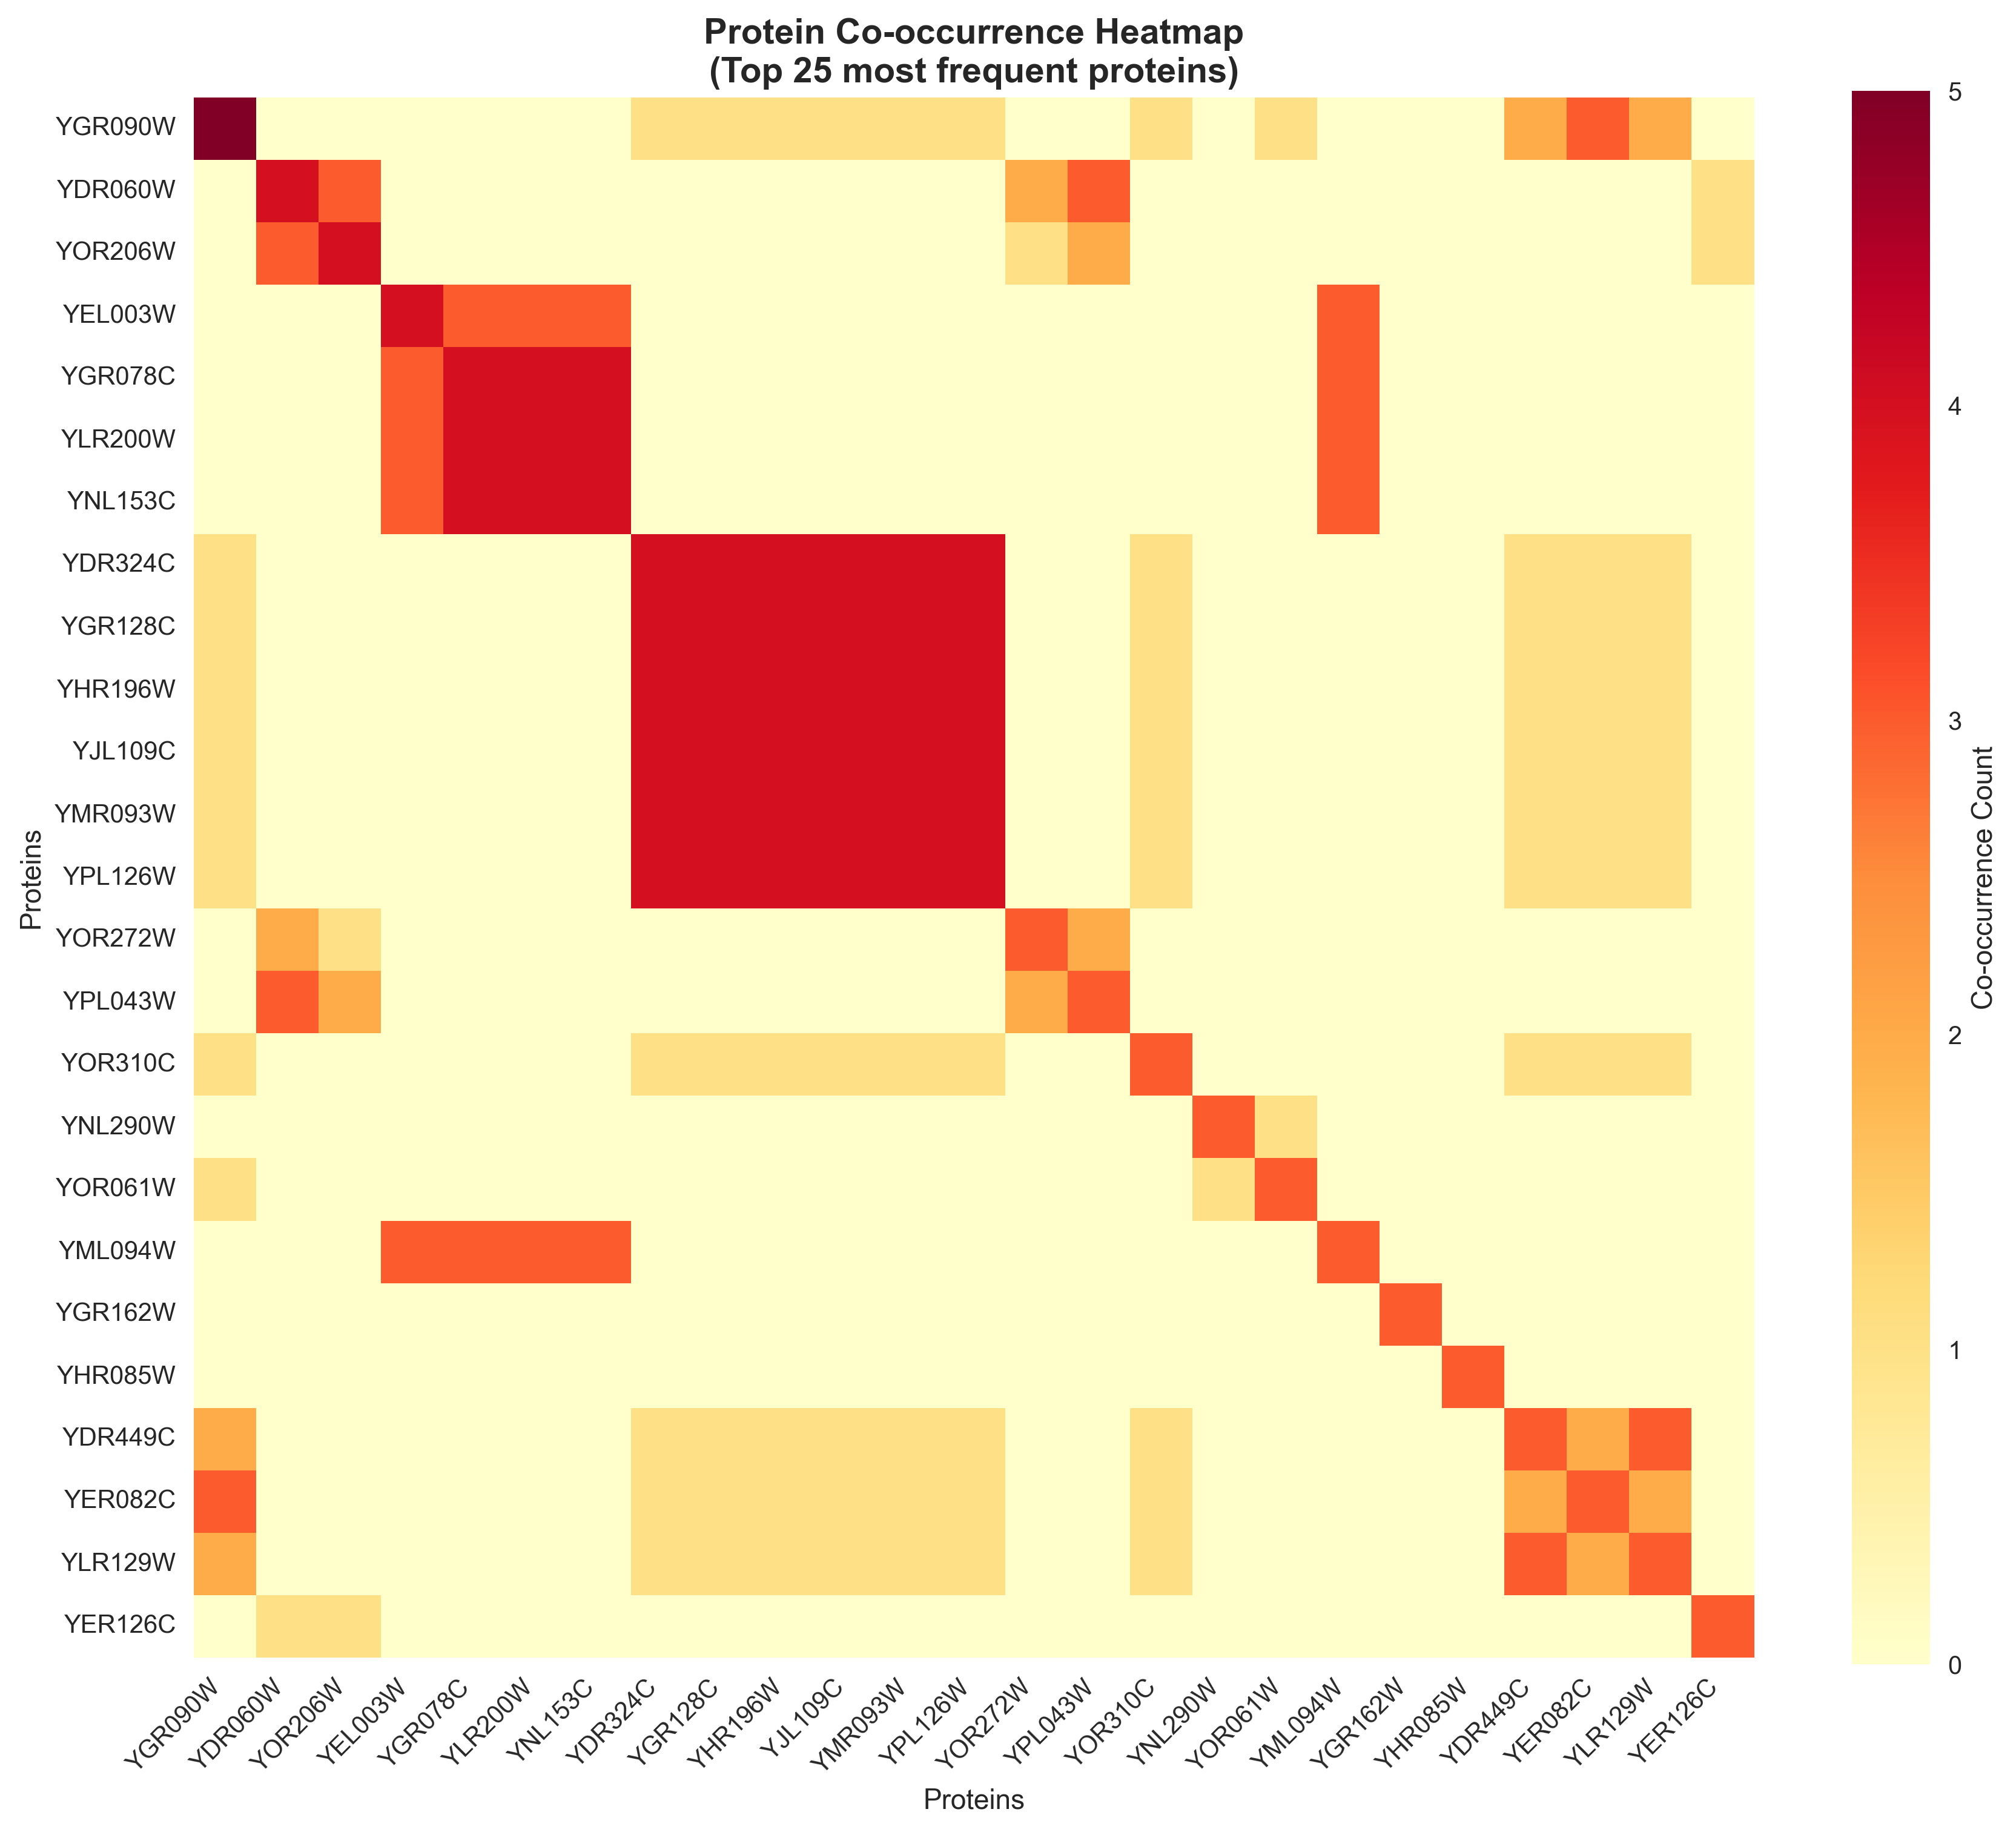 Protein Co-occurrence Heatmap
(Top 25 most frequent proteins)
Proteins
YGR090W
YDR060W
YOR206W
YEL003W
YGR078C
YLR200W
YNL153C
YDR324C
YGR128C
YHR196W
YJL109C
YMR093W
YPL126W
YOR272W
YPL043W
YOR310C
YNL290W
YOR061W
YML094W
YGR162W
YHR085W
YDR449C
YER082C
YLR129W
YER126C
YGR090W
YDR060W
YOR206W
YEL003W
YGR078C
YLR200W
YNL153C
YDR324C
YGR128C
YHR196W
YJL109C
YMR093W
YPL126W
YOR272W
YPL043W
YOR310C
YNL290W
YOR061W
YML094W
YGR162W
YHR085W
YDR449C
YER082C
YLR129W
YER126C
Proteins
5
4
3
2
1
0
Co-occurrence Count